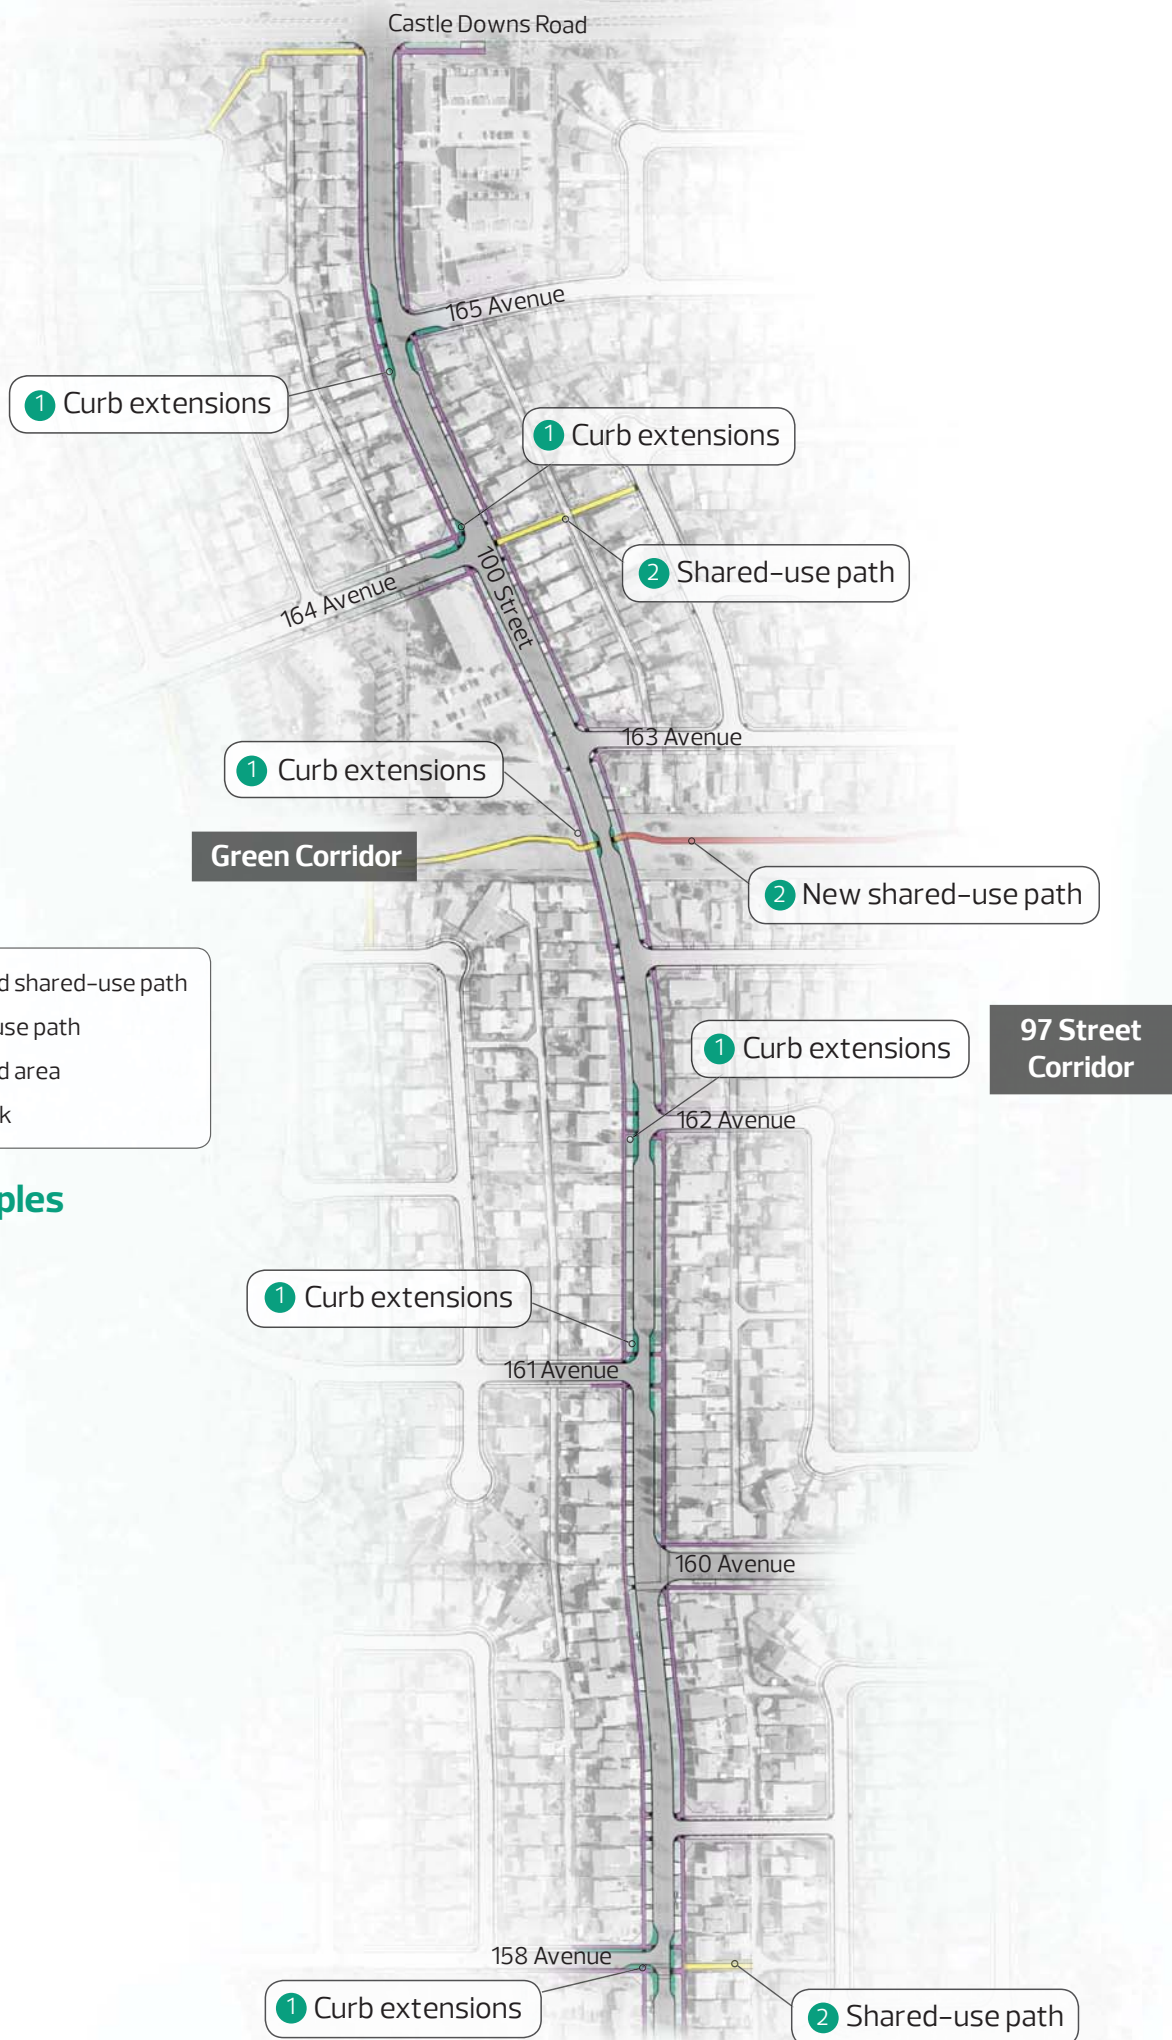 Castle Downs Road
165 Avenue
1 Curb extensions
1 Curb extensions
2 Shared-use path
100 Street
164 Avenue
163 Avenue
1 Curb extensions
Green Corridor
2 New shared-use path
d shared-use path
use path
d area
k
97 Street
Corridor
1 Curb extensions
162 Avenue
ples
1 Curb extensions
161 Avenue
160 Avenue
158 Avenue
1 Curb extensions
2 Shared-use path